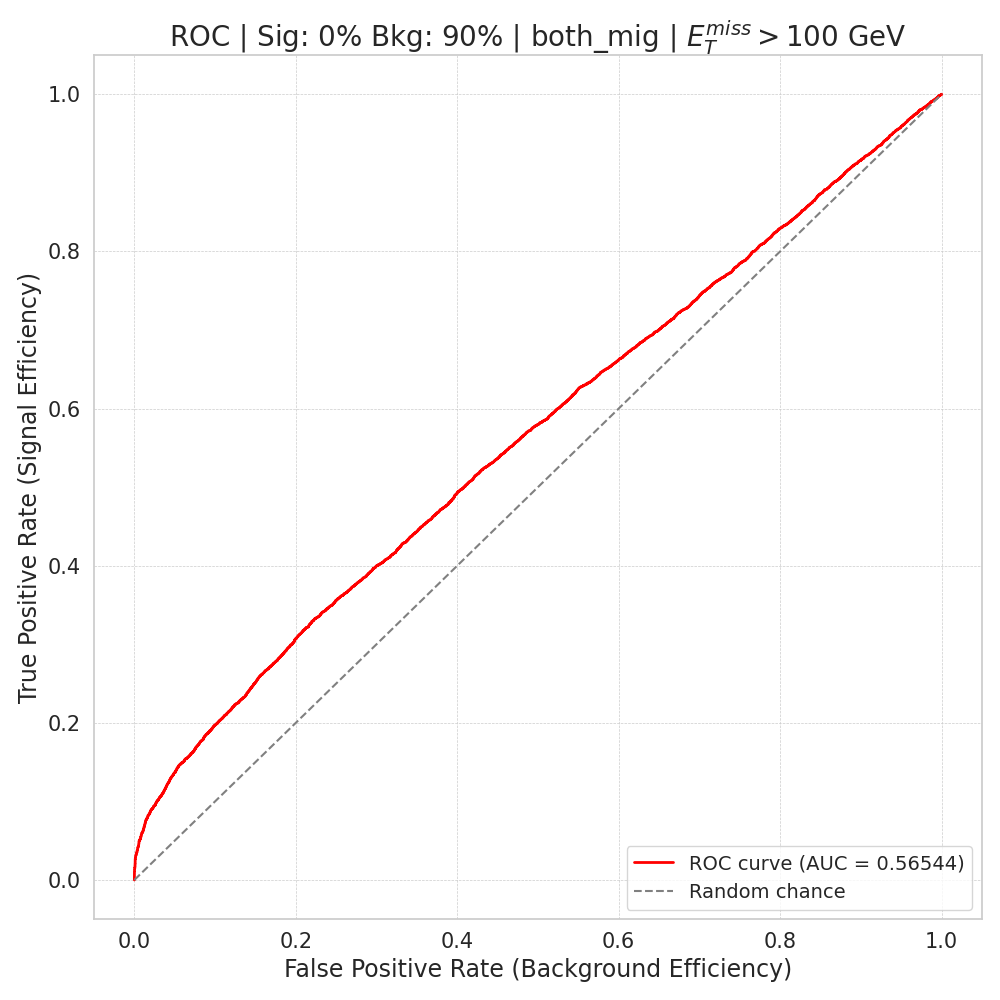 ROC | Sig: 0% Bkg: 90% | both_mig | $E_T^{miss} > 100$ GeV
True Positive Rate (Signal Efficiency)
1.0
0.8
0.6
0.4
0.2
0.0
ROC curve (AUC = 0.56544)
Random chance
0.0 0.2 0.4 0.6 0.8 1.0
False Positive Rate (Background Efficiency)